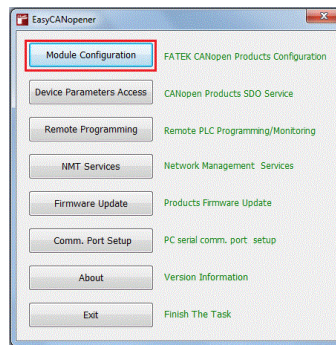 EasyCANopener
Module Configuration FATEK CANopen Products Configuration
Device Parameters Access CANopen Products SDO Service
Remote Programming Remote PLC Programming/Monitoring
NMT Services Network Management Services
Firmware Update Products Firmware Update
Comm. Port Setup PC serial comm. port setup
About Version Information
Exit Finish The Task